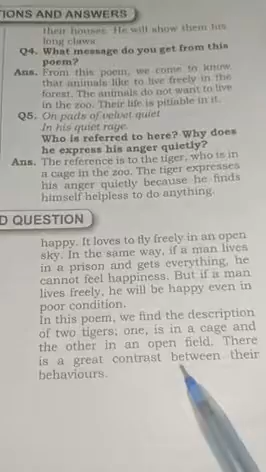 IONS AND ANSWERS
their houses. He will show them his
long claws.
Q4. What message do you get from this
poem?
Ans. From this poem, we come to know
that animals like to live freely in the
forest. The animals do not want to live
in the zoo. Their life is pitiable in it.
Q5. On pads of velvet quiet
In his quiet rage.
Who is referred to here? Why does
he express his anger quietly?
Ans. The reference is to the tiger, who is in
a cage in the zoo. The tiger expresses
his anger quietly because he finds
himself helpless to do anything.
D QUESTION
happy. It loves to fly freely in an open
sky. In the same way, if a man lives
in a prison and gets everything, he
cannot feel happiness. But if a man
lives freely, he will be happy even in
poor condition.
In this poem, we find the description
of two tigers; one, is in a cage and
the other in an open field. There
is a great contrast between their
behaviours.